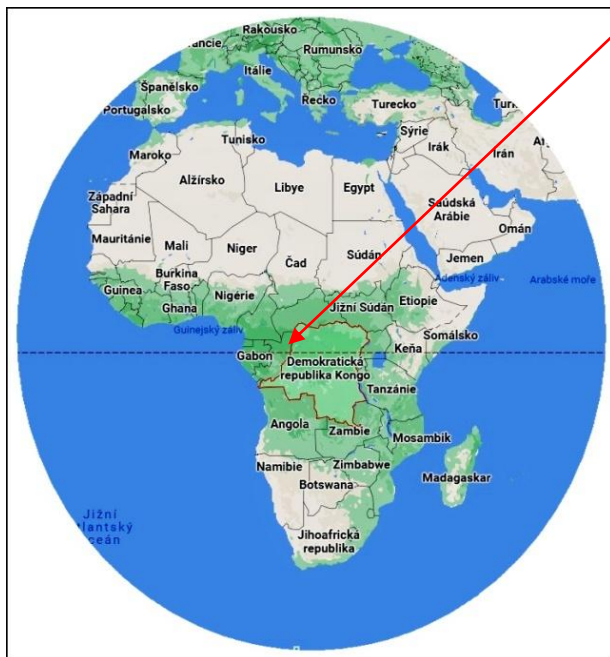 Rakousko
rancie
Rumunsko
Itálie
Španělsko
Řecko
Turecko
Portugalsko
Tunisko
Sýrie
Maroko
Irák
Írán
Alžírsko
Libye
Egypt
Západní
Sahara
Saúdská
Arábie
Omán
Mauritánie
Mali
Niger
Čad
Súdán
Jemen
Adenský záliv
Arabské moře
Burkina
Faso
Guinea
Nigérie
Jižní Súdán
Etiopie
Ghana
Guinejský záliv
Somálsko
Gabon
Demokratická
republika Kongo
Keňa
Tanzánie
Angola
Zambie
Mosambik
Namibie
Zimbabwe
Madagaskar
Botswana
Jižní
tlantský
ceán
Jihoafrická
republika